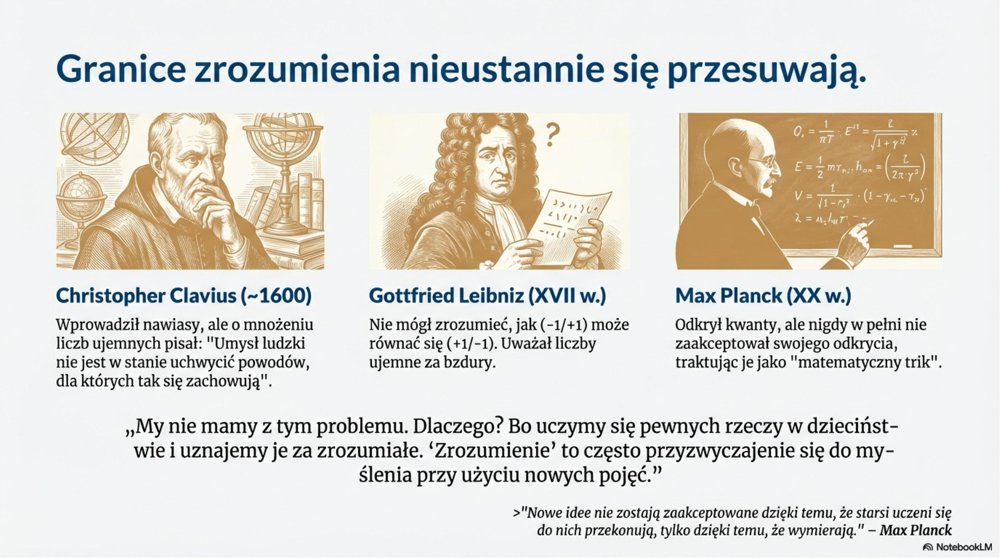 Granice zrozumienia nieustannie się przesuwają.
?
Christopher Clavius (~1600)
Wprowadził nawiasy, ale o mnożeniu
liczb ujemnych pisał: "Umysł ludzki
nie jest w stanie uchwycić powodów,
dla których tak się zachowują".
Gottfried Leibniz (XVII w.)
Nie mógł zrozumieć, jak (-1/+1) może
równać się (+1/-1). Uważał liczby
ujemne za bzdury.
Max Planck (XX w.)
Odkrył kwanty, ale nigdy w pełni nie
zaakceptował swojego odkrycia,
traktując je jako "matematyczny trik".
„My nie mamy z tym problemu. Dlaczego? Bo uczymy się pewnych rzeczy w dziecińst-
wie i uznajemy je za zrozumiałe. ‘Zrozumienie’ to często przyzwyczajenie się do my-
ślenia przy użyciu nowych pojęć.”
>"Nowe idee nie zostają zaakceptowane dzięki temu, że starsi uczeni się
do nich przekonują, tylko dzięki temu, że wymierają." – Max Planck
NotebookLM